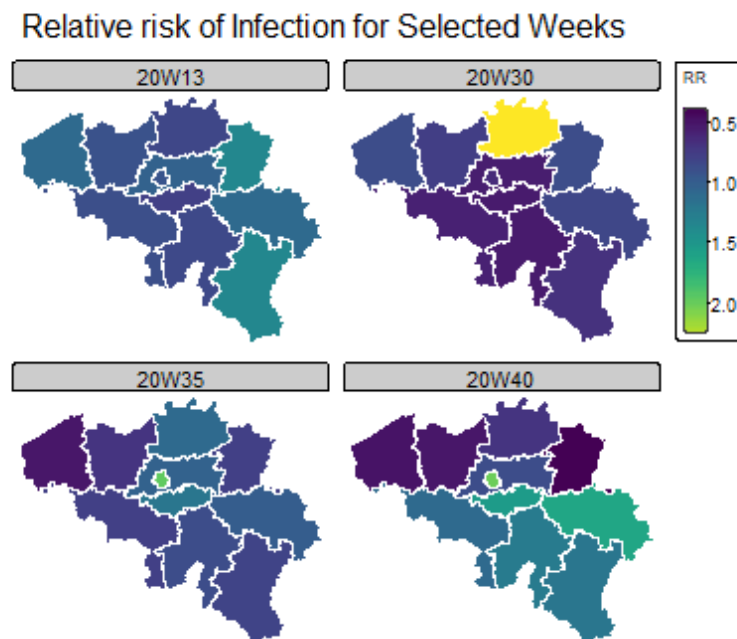 Relative risk of Infection for Selected Weeks
20W13
20W30
RR
0.5
1.0
1.5
2.0
20W35
20W40